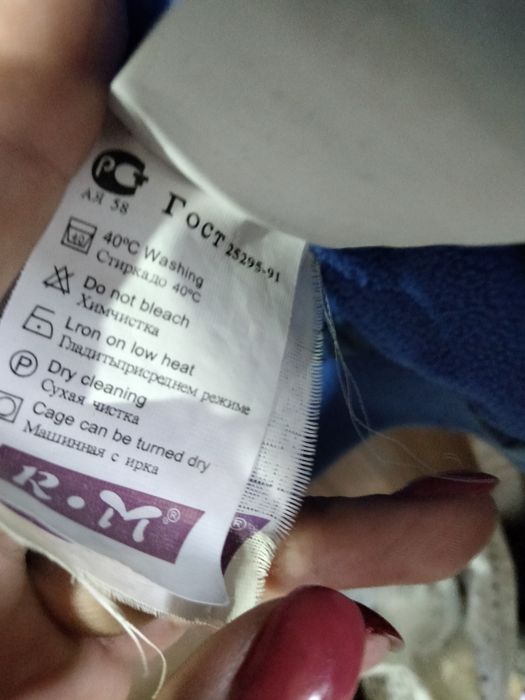 АЯ 58
ГОСТ 25295-91
40
40°C Washing
Стиркадо 40°C
Do not bleach
Химчистка
Lron on low heat
Гладитьприсреднем режиме
P
Dry cleaning
Сухая чистка
Cage can be turned dry
Машинная с ирка
R·M®
®